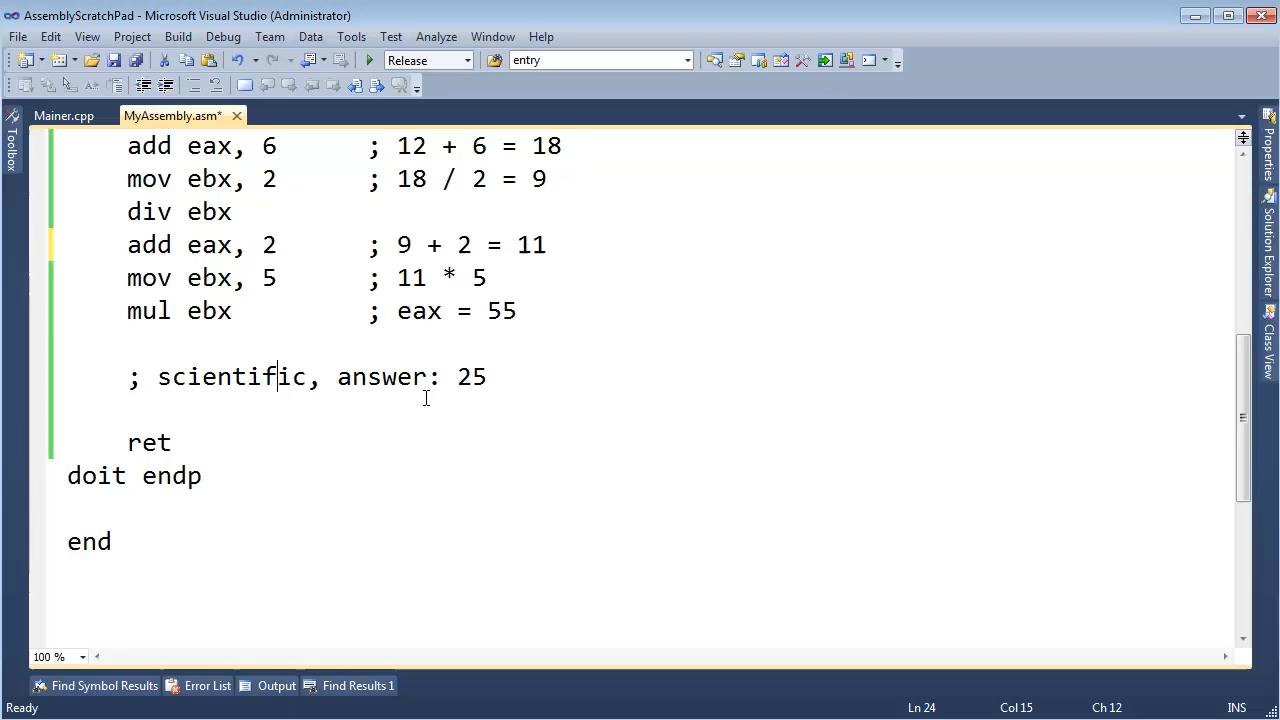 AssemblyScratchPad - Microsoft Visual Studio (Administrator)
File Edit View Project Build Debug Team Data Tools Test Analyze Window Help
Release entry
Mainer.cpp MyAssembly.asm*
Toolbox
add eax, 6 ; 12 + 6 = 18
mov ebx, 2 ; 18 / 2 = 9
div ebx
add eax, 2 ; 9 + 2 = 11
mov ebx, 5 ; 11 * 5
mul ebx ; eax = 55
; scientific, answer: 25
ret
doit endp
end
Properties
Solution Explorer
Class View
100 %
Find Symbol Results Error List Output Find Results 1
Ready Ln 24 Col 15 Ch 12 INS